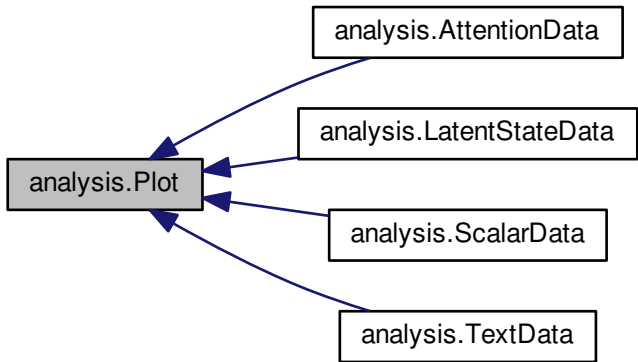 analysis.AttentionData
analysis.LatentStateData
analysis.Plot
analysis.ScalarData
analysis.TextData